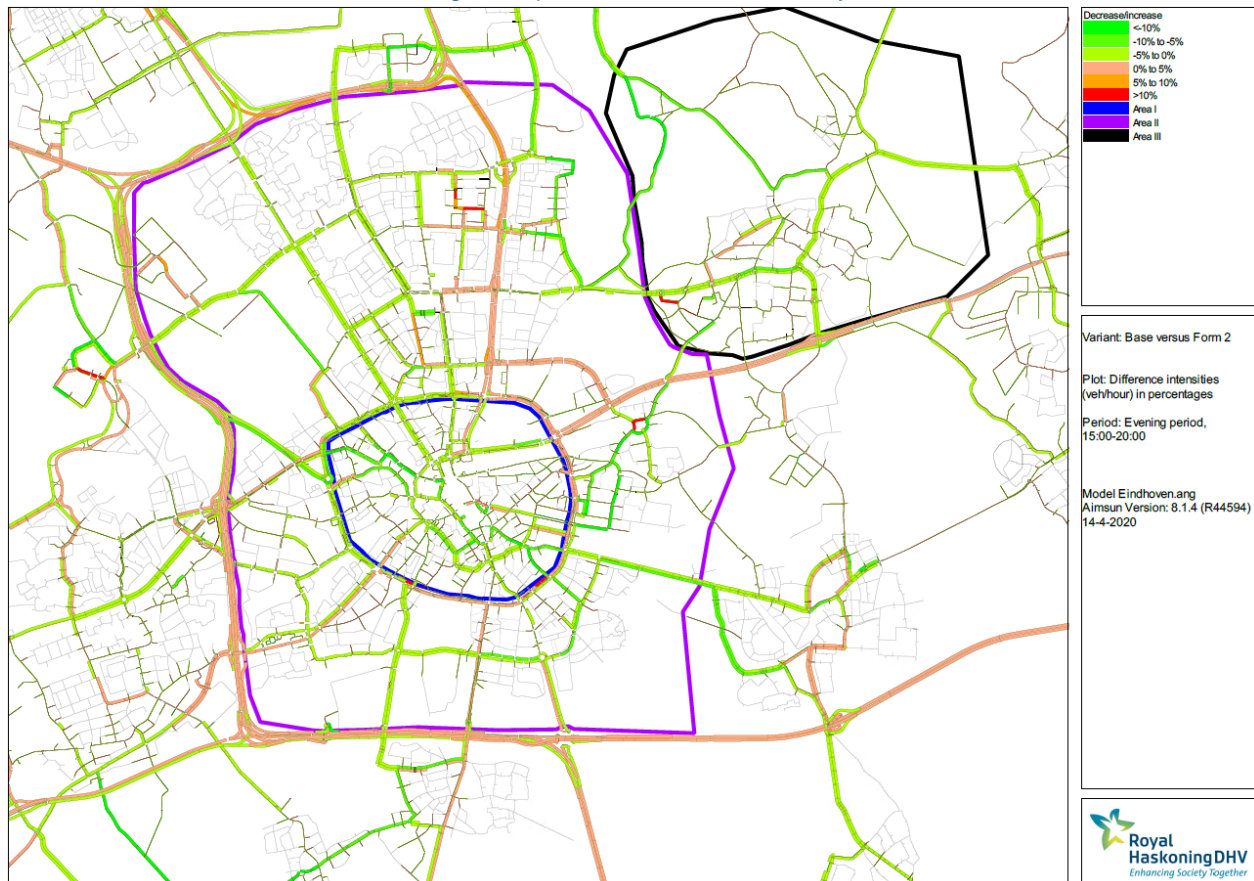 Decrease/increase
<-10%
-10% to -5%
-5% to 0%
0% to 5%
5% to 10%
>10%
Area I
Area II
Area III
Variant: Base versus Form 2
Plot: Difference intensities
(veh/hour) in percentages
Period: Evening period,
15:00-20:00
Model Eindhoven.ang
Aimsun Version: 8.1.4 (R44594)
14-4-2020
Royal
HaskoningDHV
Enhancing Society Together